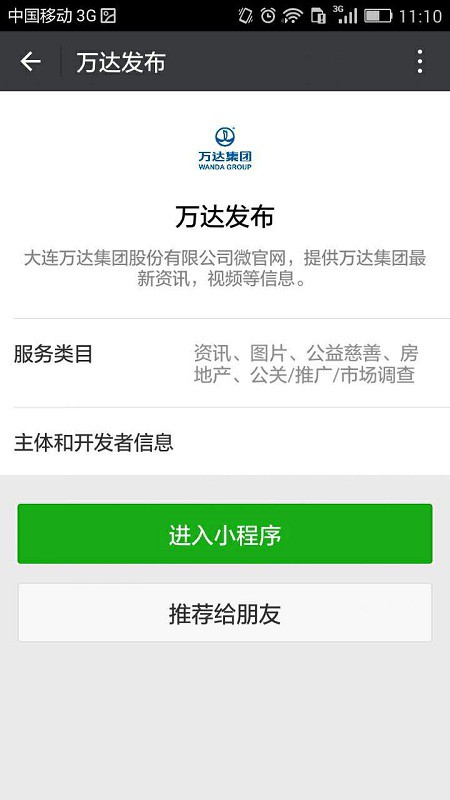 中国移动 3G
3G
11:10
万达发布
万达集团
WANDA GROUP
万达发布
大连万达集团股份有限公司微官网，提供万达集团最
新资讯，视频等信息。
服务类目
资讯、图片、公益慈善、房
地产、公关/推广/市场调查
主体和开发者信息
进入小程序
推荐给朋友